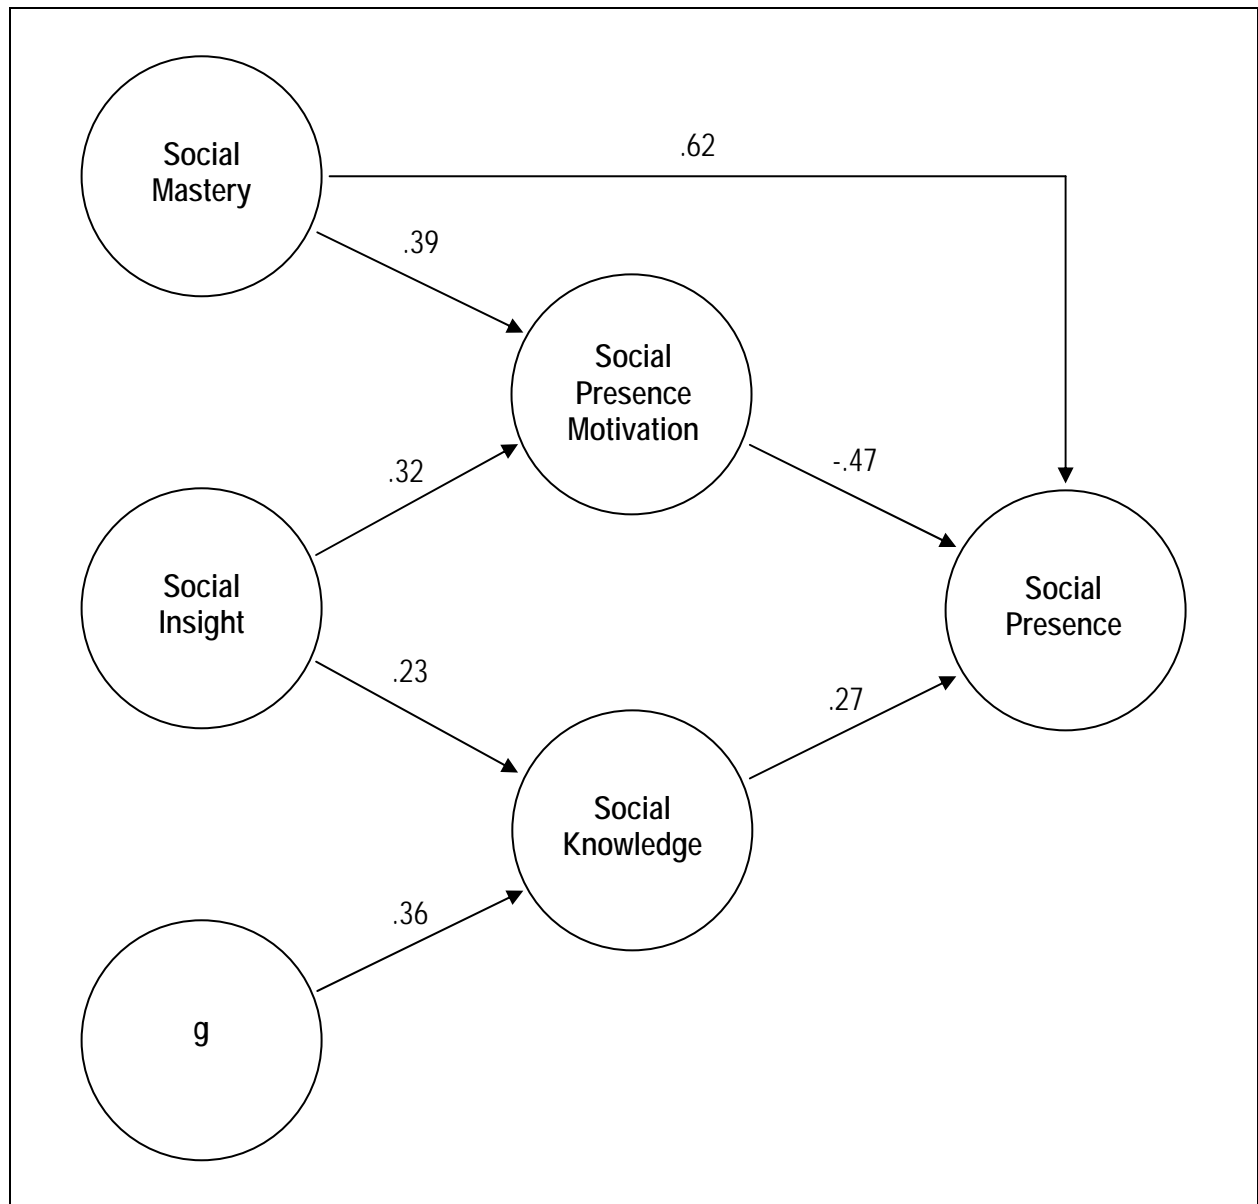 Social
Mastery
.62
.39
Social
Presence
Motivation
.32
-.47
Social
Insight
Social
Presence
.23
.27
Social
Knowledge
.36
g